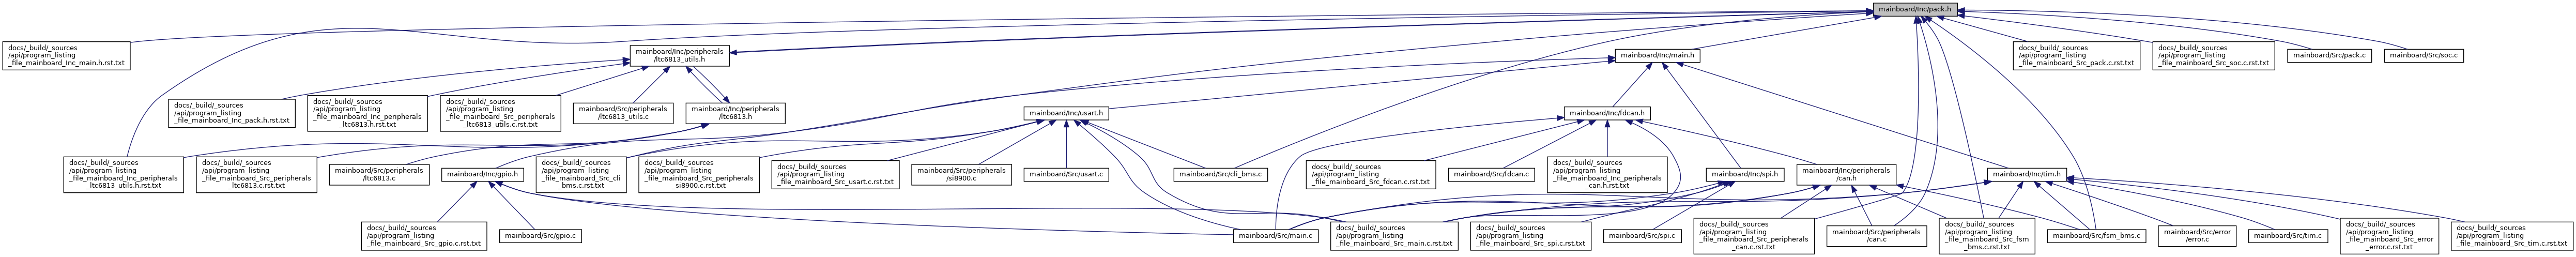 mainboard/Inc/pack.h
docs/_build/_sources
/api/program_listing
_file_mainboard_Inc_main.h.rst.txt
mainboard/Inc/peripherals
/ltc6813_utils.h
mainboard/Inc/main.h
docs/_build/_sources
/api/program_listing
_file_mainboard_Src_pack.c.rst.txt
docs/_build/_sources
/api/program_listing
_file_mainboard_Src_soc.c.rst.txt
mainboard/Src/pack.c
mainboard/Src/soc.c
docs/_build/_sources
/api/program_listing
_file_mainboard_Inc_pack.h.rst.txt
docs/_build/_sources
/api/program_listing
_file_mainboard_Inc_peripherals
_ltc6813.h.rst.txt
docs/_build/_sources
/api/program_listing
_file_mainboard_Src_peripherals
_ltc6813_utils.c.rst.txt
mainboard/Src/peripherals
/ltc6813_utils.c
mainboard/Inc/peripherals
/ltc6813.h
mainboard/Inc/usart.h
mainboard/Inc/fdcan.h
docs/_build/_sources
/api/program_listing
_file_mainboard_Inc_peripherals
_ltc6813_utils.h.rst.txt
docs/_build/_sources
/api/program_listing
_file_mainboard_Src_peripherals
_ltc6813.c.rst.txt
mainboard/Src/peripherals
/ltc6813.c
mainboard/Inc/gpio.h
docs/_build/_sources
/api/program_listing
_file_mainboard_Src_cli
_bms.c.rst.txt
docs/_build/_sources
/api/program_listing
_file_mainboard_Src_peripherals
_si8900.c.rst.txt
docs/_build/_sources
/api/program_listing
_file_mainboard_Src_usart.c.rst.txt
mainboard/Src/peripherals
/si8900.c
mainboard/Src/usart.c
mainboard/Src/cli_bms.c
docs/_build/_sources
/api/program_listing
_file_mainboard_Src_fdcan.c.rst.txt
mainboard/Src/fdcan.c
docs/_build/_sources
/api/program_listing
_file_mainboard_Inc_peripherals
_can.h.rst.txt
mainboard/Inc/spi.h
mainboard/Inc/peripherals
/can.h
mainboard/Inc/tim.h
docs/_build/_sources
/api/program_listing
_file_mainboard_Src_gpio.c.rst.txt
mainboard/Src/gpio.c
mainboard/Src/main.c
docs/_build/_sources
/api/program_listing
_file_mainboard_Src_main.c.rst.txt
docs/_build/_sources
/api/program_listing
_file_mainboard_Src_spi.c.rst.txt
mainboard/Src/spi.c
docs/_build/_sources
/api/program_listing
_file_mainboard_Src_peripherals
_can.c.rst.txt
mainboard/Src/peripherals
/can.c
docs/_build/_sources
/api/program_listing
_file_mainboard_Src_fsm
_bms.c.rst.txt
mainboard/Src/fsm_bms.c
mainboard/Src/error
/error.c
mainboard/Src/tim.c
docs/_build/_sources
/api/program_listing
_file_mainboard_Src_error
_error.c.rst.txt
docs/_build/_sources
/api/program_listing
_file_mainboard_Src_tim.c.rst.txt